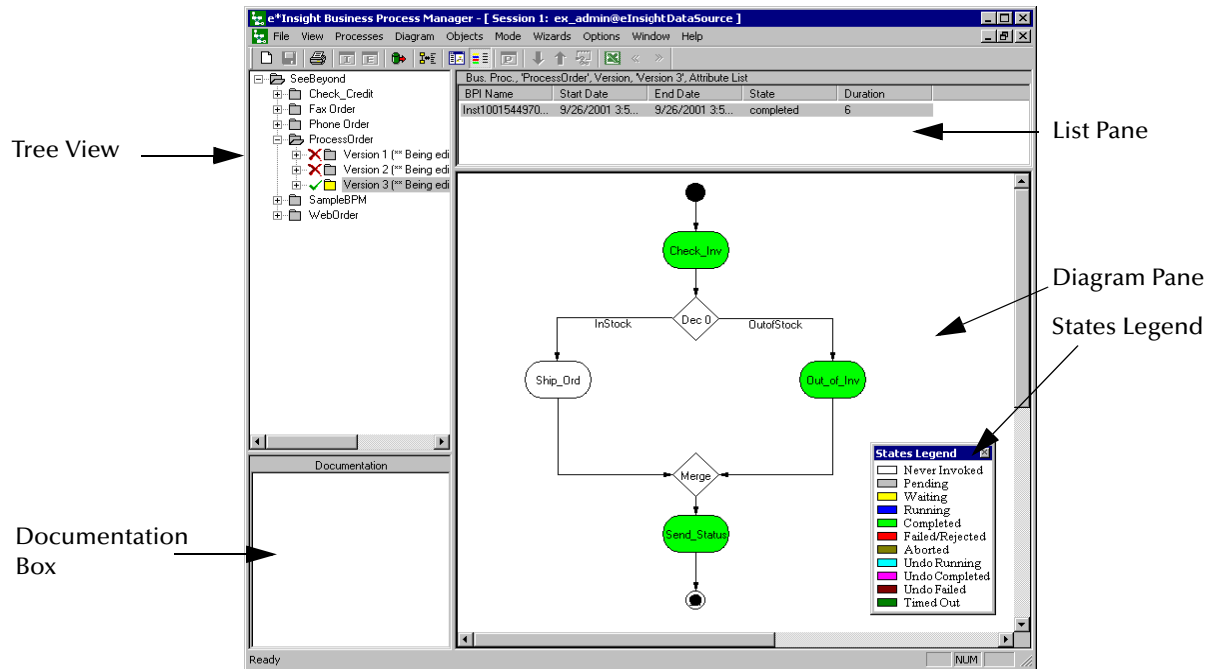 e*Insight Business Process Manager - [ Session 1: ex_admin@eInsightDataSource ]
File View Processes Diagram Objects Mode Wizards Options Window Help
SeeBeyond
Check_Credit
Fax Order
Phone Order
ProcessOrder
Version 1 (** Being edi
Version 2 (** Being edi
Version 3 (** Being edi
SampleBPM
WebOrder
Bus. Proc., 'ProcessOrder', Version, 'Version 3', Attribute List
BPI Name Start Date End Date State Duration
Inst1001544970... 9/26/2001 3:5... 9/26/2001 3:5... completed 6
Tree View
List Pane
Check_Inv
Dec 0
InStock
OutofStock
Ship_Ord
Out_of_Inv
Merge
Send_Status
Diagram Pane
States Legend
States Legend
Never Invoked
Pending
Waiting
Running
Completed
Failed/Rejected
Aborted
Undo Running
Undo Completed
Undo Failed
Timed Out
Documentation
Documentation
Box
Ready
NUM